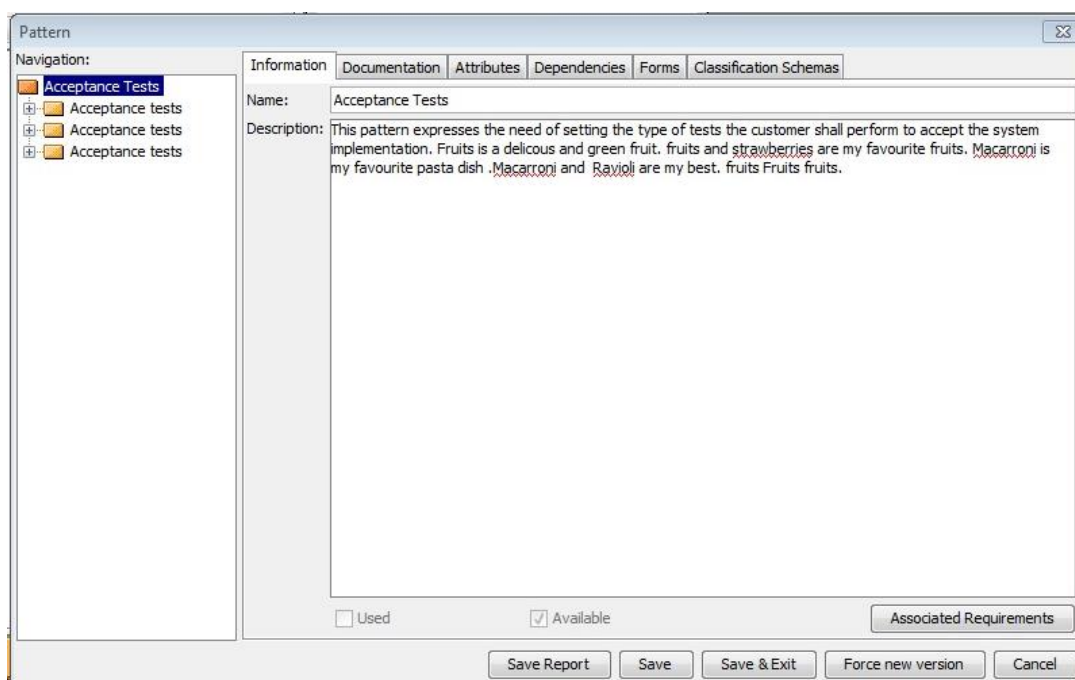 Pattern
Navigation:
Acceptance Tests
Acceptance tests
Acceptance tests
Acceptance tests
Information Documentation Attributes Dependencies Forms Classification Schemas
Name: Acceptance Tests
Description: This pattern expresses the need of setting the type of tests the customer shall perform to accept the system
implementation. Fruits is a delicous and green fruit. fruits and strawberries are my favourite fruits. Macarroni is
my favourite pasta dish .Macarroni and Ravioli are my best. fruits Fruits fruits.
Used Available Associated Requirements
Save Report Save Save & Exit Force new version Cancel